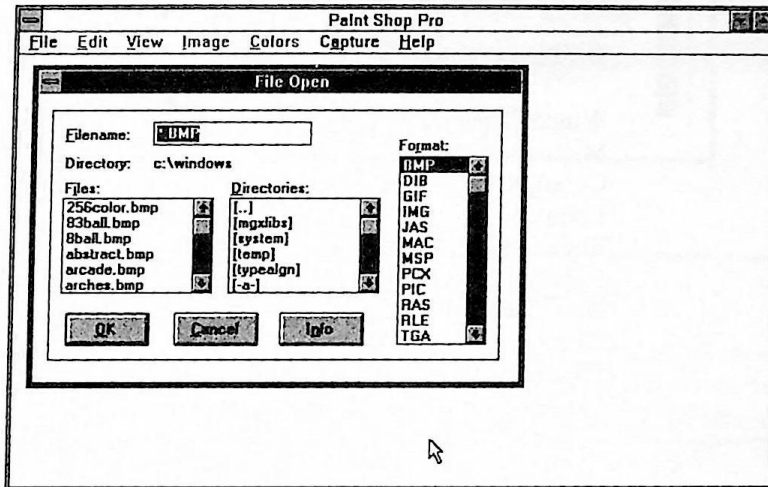 Paint Shop Pro
File Edit View Image Colors Capture Help
File Open
Filename: *.BMP
Directory: c:\windows
Files:
256color.bmp
83ball.bmp
8ball.bmp
abstract.bmp
arcade.bmp
arches.bmp
Directories:
[..]
[mgxlibs]
[system]
[temp]
[typealgn]
[-a-]
Format:
BMP
DIB
GIF
IMG
JAS
MAC
MSP
PCX
PIC
RAS
RLE
TGA
OK Cancel Info